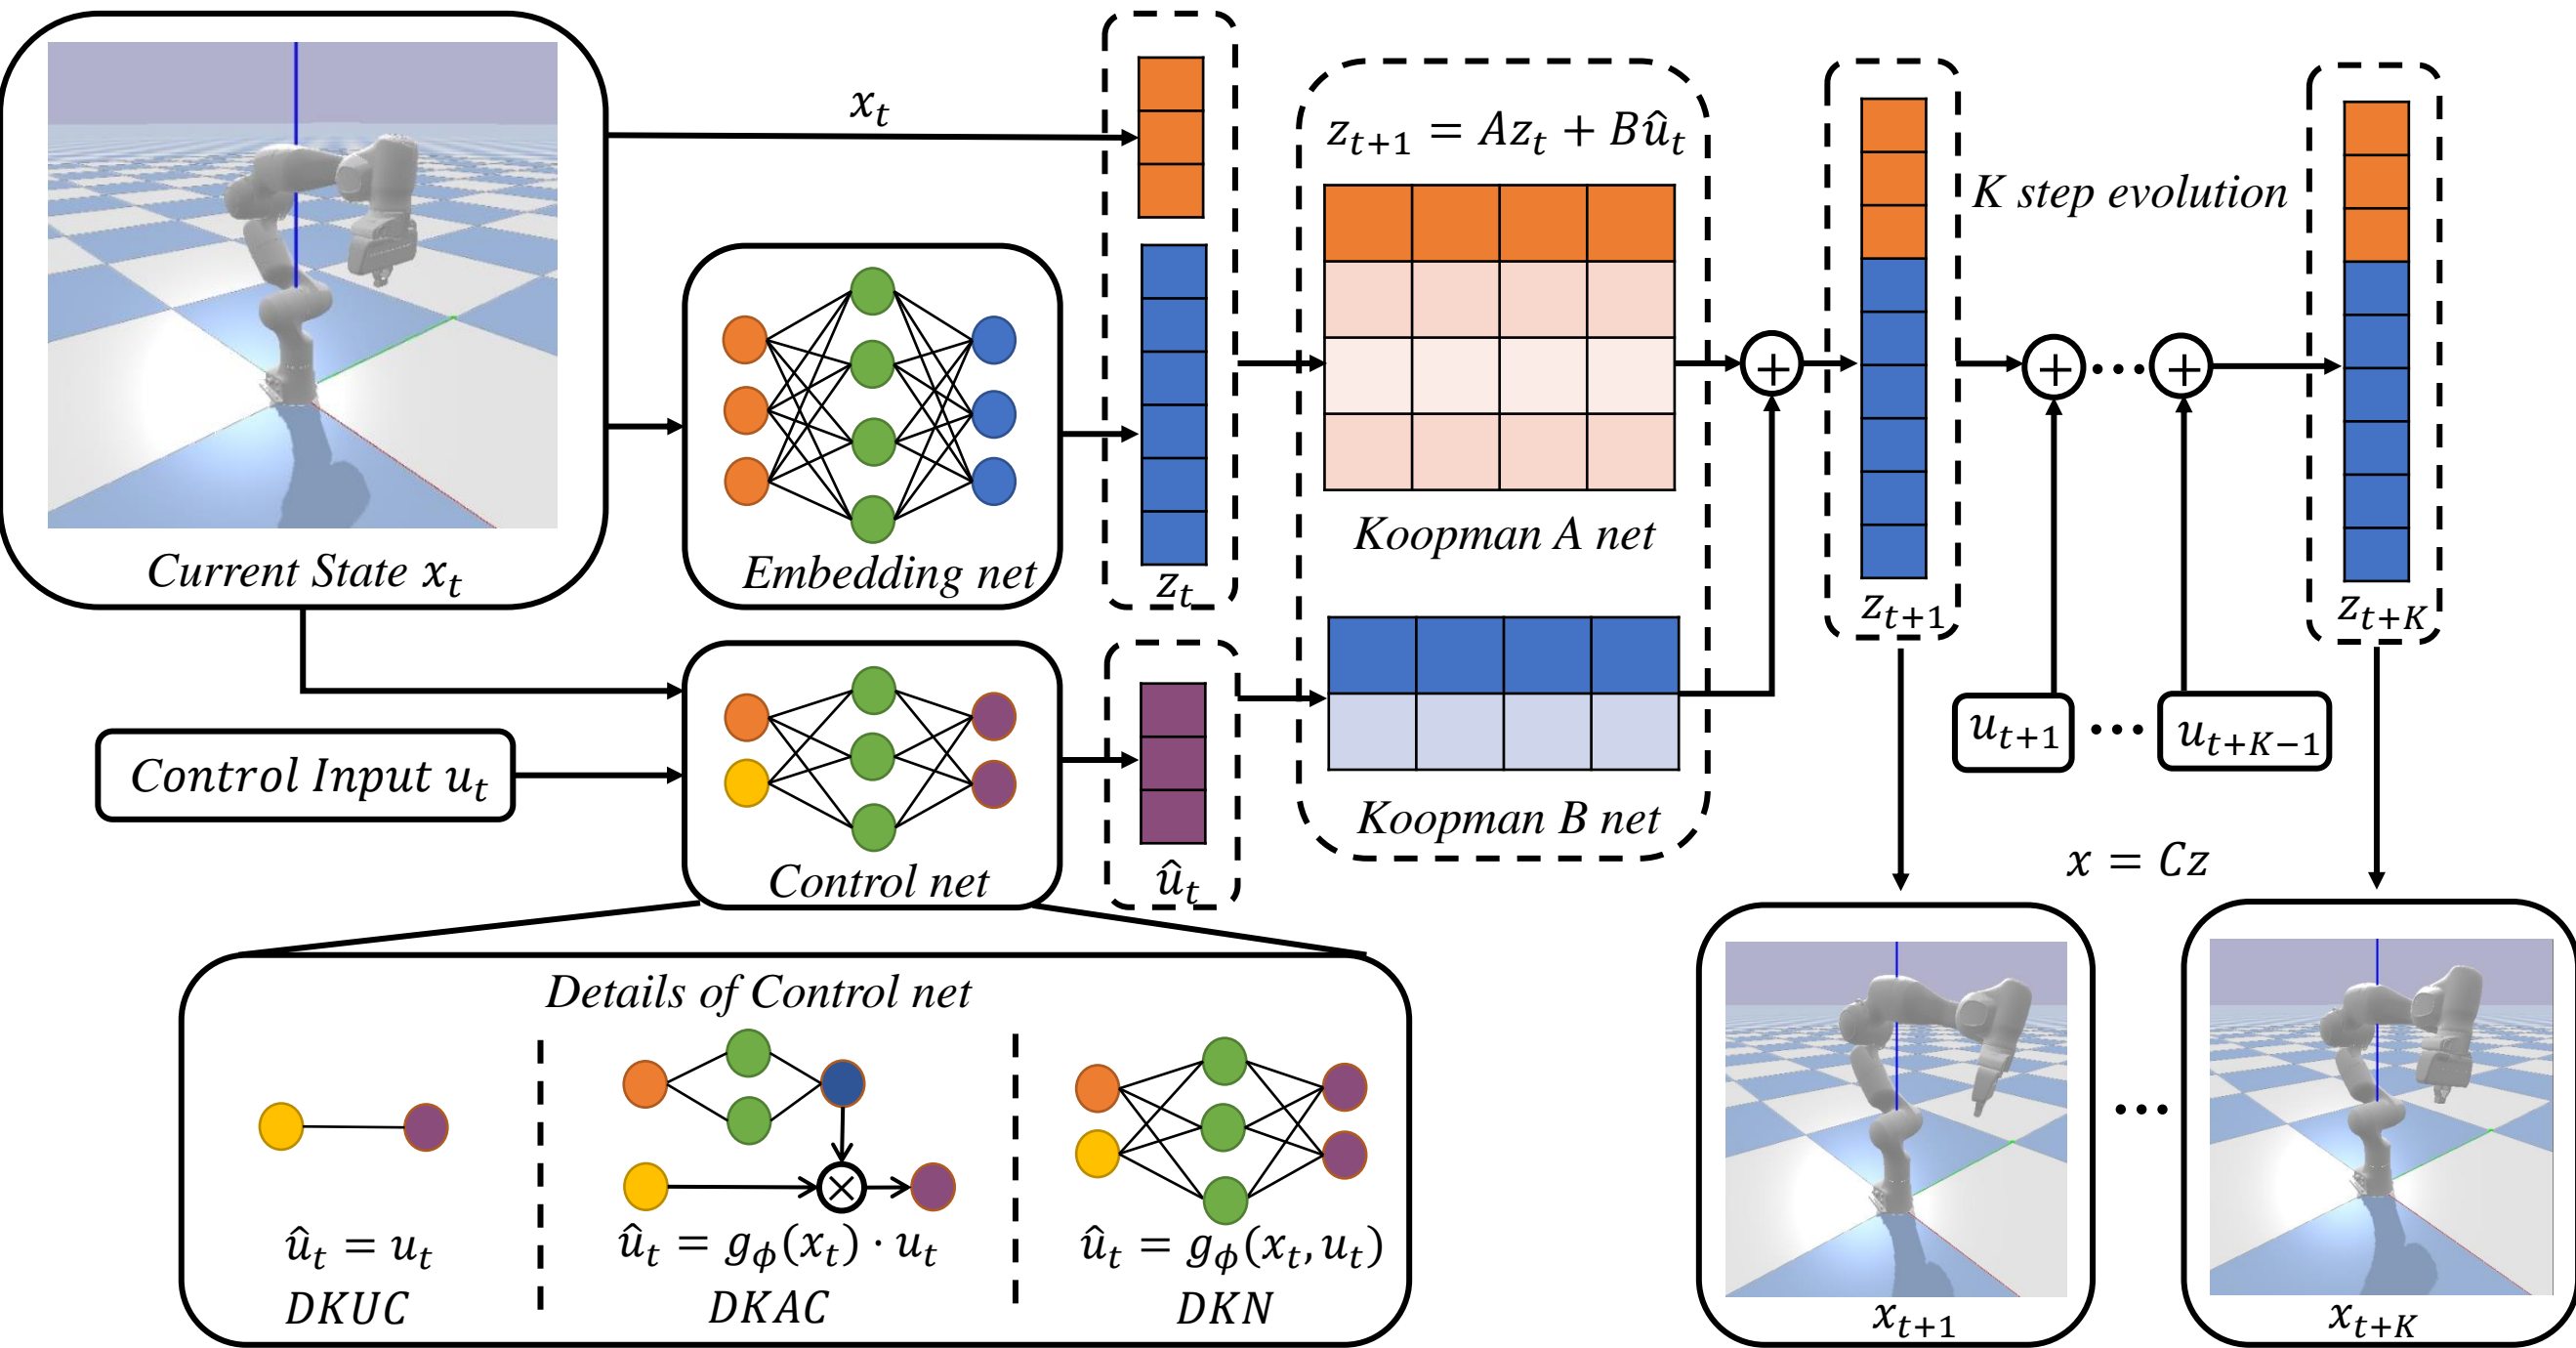 x_t
Current State x_t
Embedding net
z_t
z_{t+1} = Az_t + Bû_t
Koopman A net
Koopman B net
K step evolution
z_{t+1}
z_{t+K}
Control Input u_t
Control net
û_t
u_{t+1}
...
u_{t+K−1}
x = Cz
Details of Control net
û_t = u_t
DKUC
û_t = g_ϕ(x_t) · u_t
DKAC
û_t = g_ϕ(x_t, u_t)
DKN
x_{t+1}
x_{t+K}